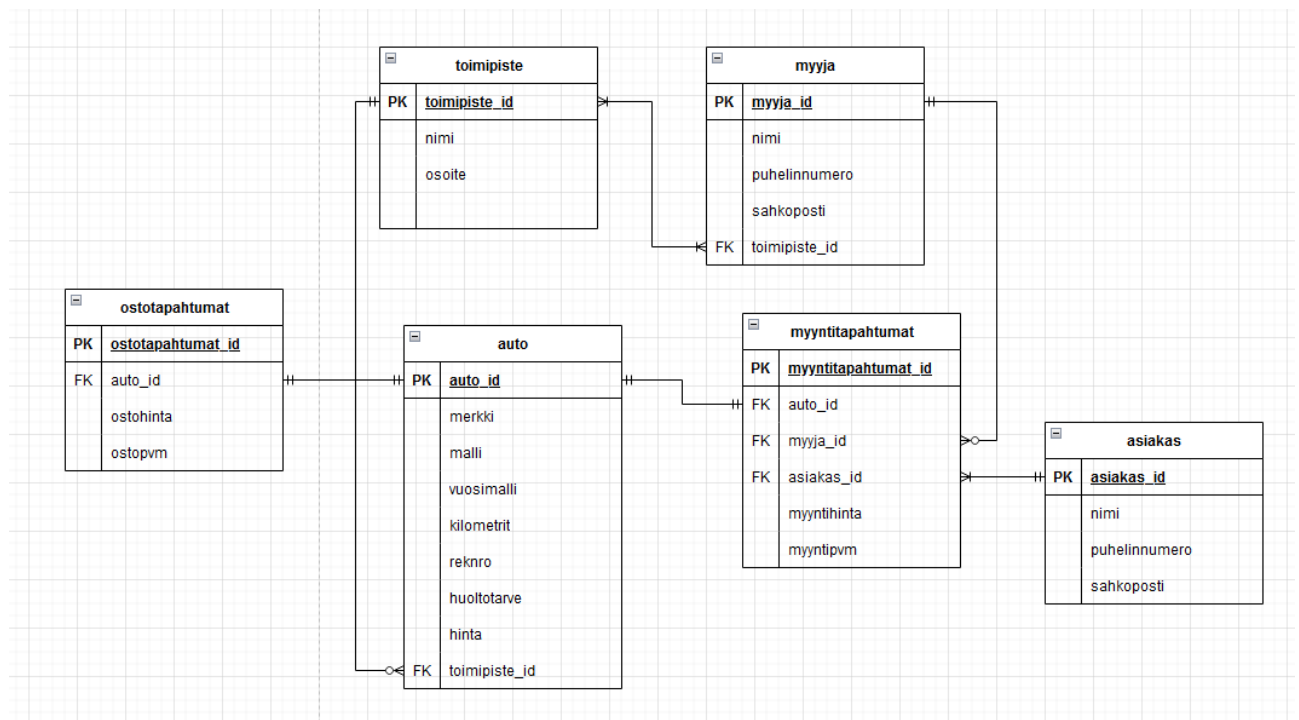 toimipiste
PK toimipiste_id
nimi
osoite
myyja
PK myyja_id
nimi
puhelinnumero
sahkoposti
FK toimipiste_id
ostotapahtumat
PK ostotapahtumat_id
FK auto_id
ostohinta
ostopvm
auto
PK auto_id
merkki
malli
vuosimalli
kilometrit
reknro
huoltotarve
hinta
FK toimipiste_id
myyntitapahtumat
PK myyntitapahtumat_id
FK auto_id
FK myyja_id
FK asiakas_id
myyntihinta
myyntipvm
asiakas
PK asiakas_id
nimi
puhelinnumero
sahkoposti